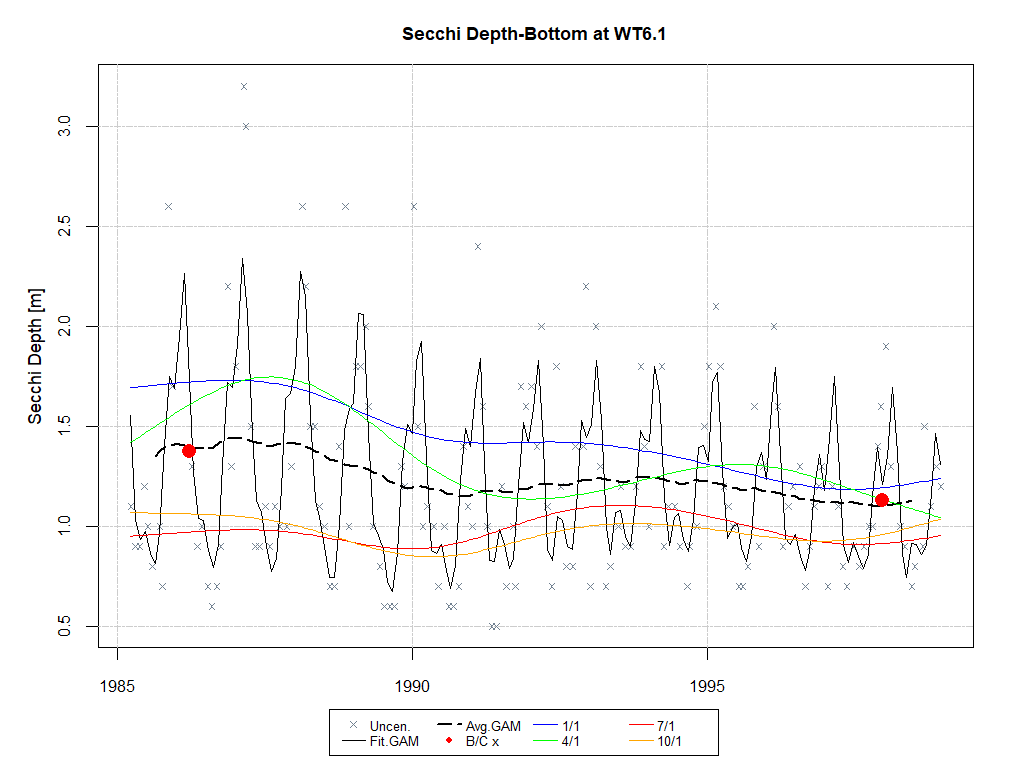 Secchi Depth-Bottom at WT6.1
Secchi Depth [m]
3.0
2.5
2.0
1.5
1.0
0.5
1985 1990 1995
Uncen. Avg.GAM 1/1 7/1
Fit.GAM B/C x 4/1 10/1